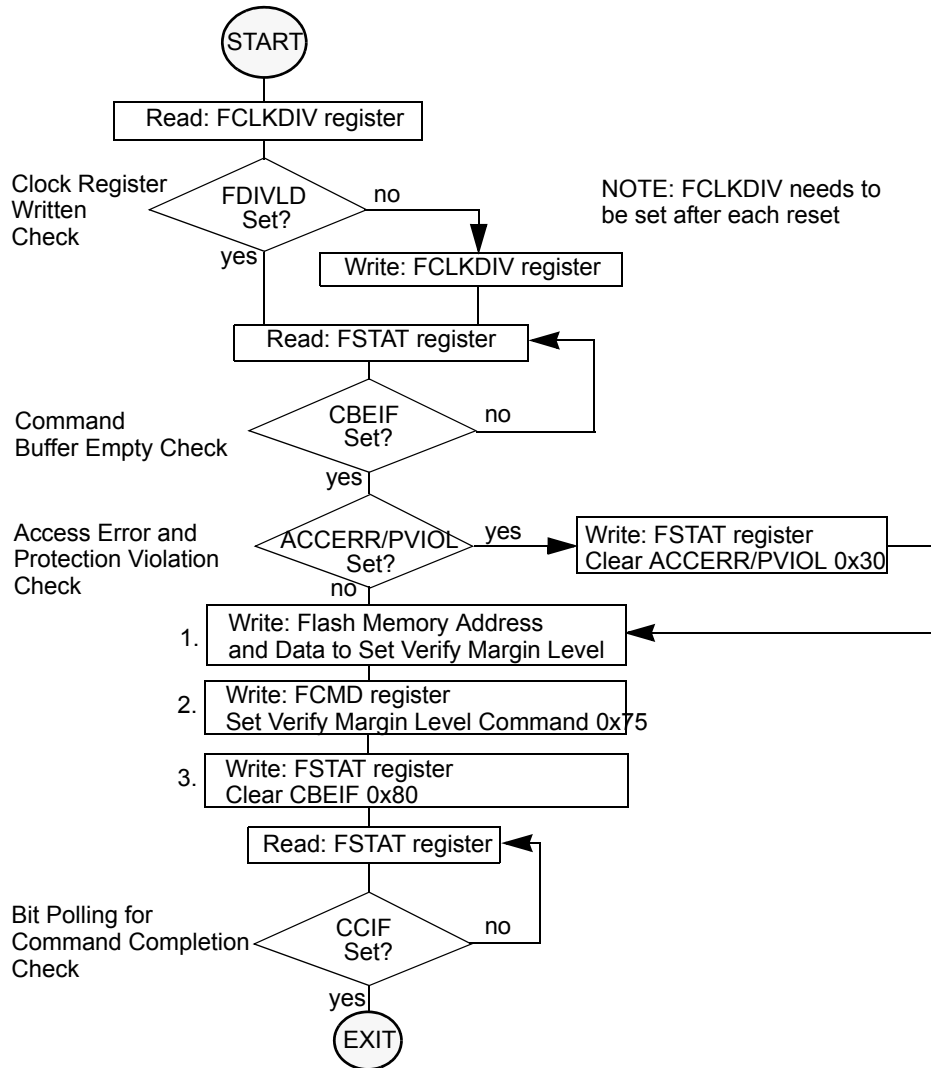 START
Read: FCLKDIV register
Clock Register
Written
Check
FDIVLD
Set?
no
yes
NOTE: FCLKDIV needs to
be set after each reset
Write: FCLKDIV register
Read: FSTAT register
Command
Buffer Empty Check
CBEIF
Set?
no
yes
Access Error and
Protection Violation
Check
ACCERR/PVIOL
Set?
yes
no
Write: FSTAT register
Clear ACCERR/PVIOL 0x30
1.
Write: Flash Memory Address
and Data to Set Verify Margin Level
2.
Write: FCMD register
Set Verify Margin Level Command 0x75
3.
Write: FSTAT register
Clear CBEIF 0x80
Read: FSTAT register
Bit Polling for
Command Completion
Check
CCIF
Set?
no
yes
EXIT